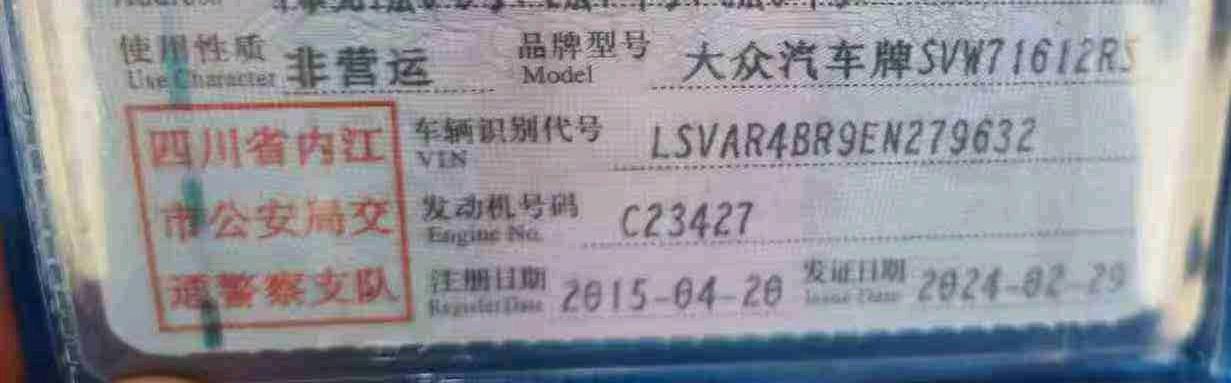 使用性质 非营运 品牌型号 大众汽车牌SVW71612RS
Use Character Model
四川省内江 车辆识别代号 LSVAR4BR9EN279632
VIN
市公安局交 发动机号码 C23427
Engine No.
通警察支队 注册日期 2015-04-20 发证日期 2024-02-29
Register Date Issue Date